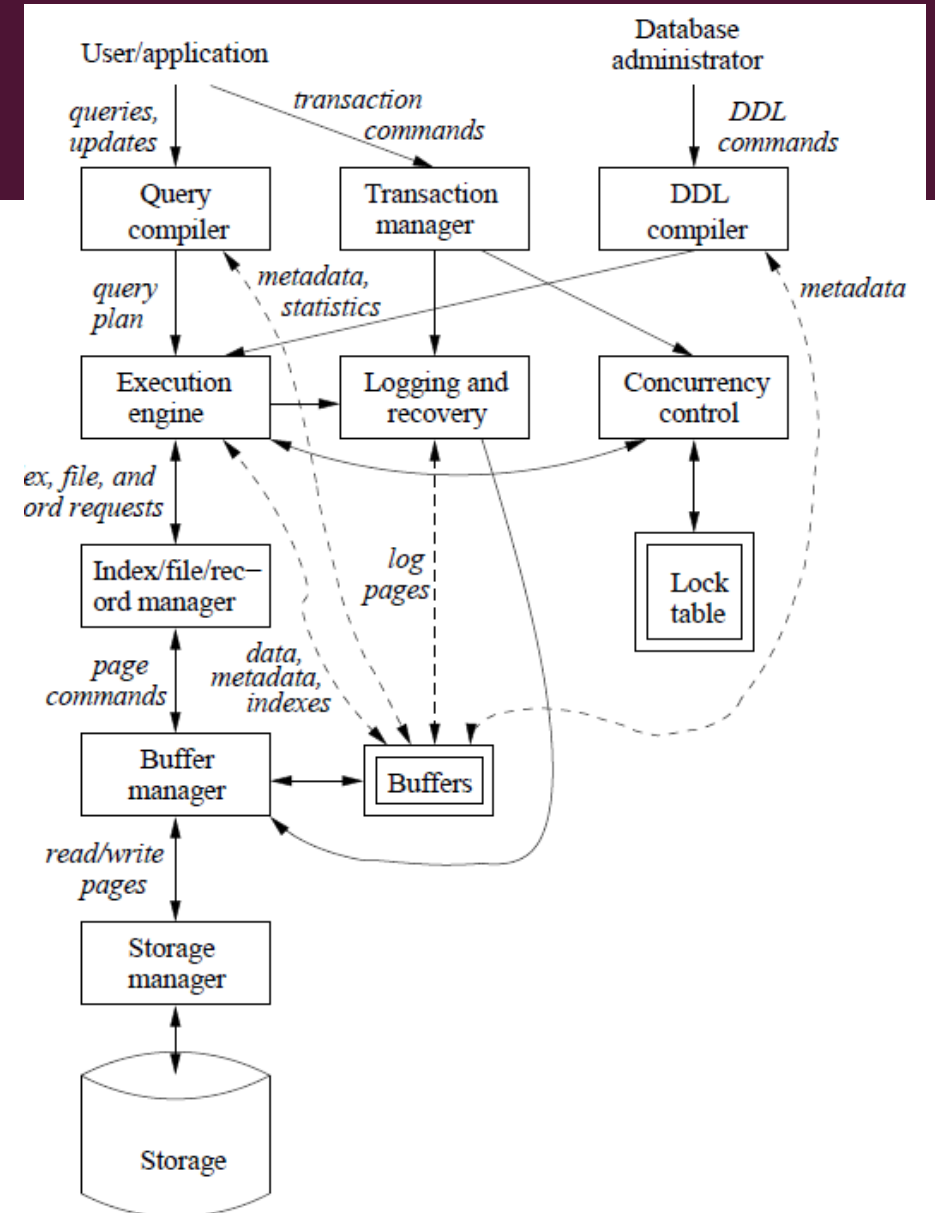 User/application
Database
administrator
queries,
updates
transaction
commands
DDL
commands
Query
compiler
Transaction
manager
DDL
compiler
query
plan
metadata,
statistics
metadata
Execution
engine
Logging and
recovery
Concurrency
control
ex, file, and
ord requests
Index/file/rec–
ord manager
log
pages
Lock
table
page
commands
data,
metadata,
indexes
Buffer
manager
Buffers
read/write
pages
Storage
manager
Storage